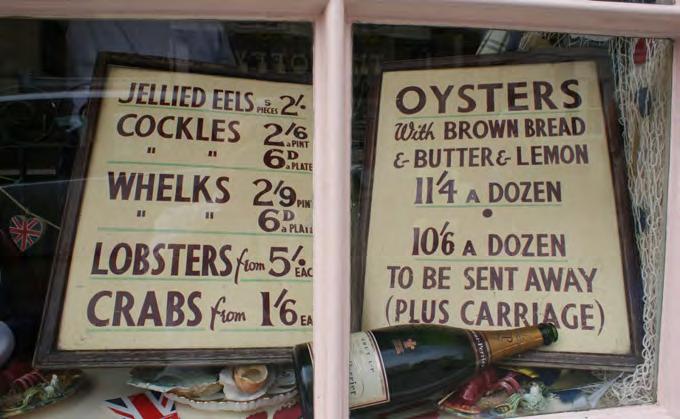 JELLIED EELS 5 PIECES 2/-
COCKLES 2/6 a PINT
" " 6D a PLATE
WHELKS 2/9 PIN
" " 6D a PLAT
LOBSTERS from 5/- EAC
CRABS from 1/6 EA
OYSTERS
With BROWN BREAD
& BUTTER & LEMON
11/4 A DOZEN
10/6 A DOZEN
TO BE SENT AWAY
(PLUS CARRIAGE)